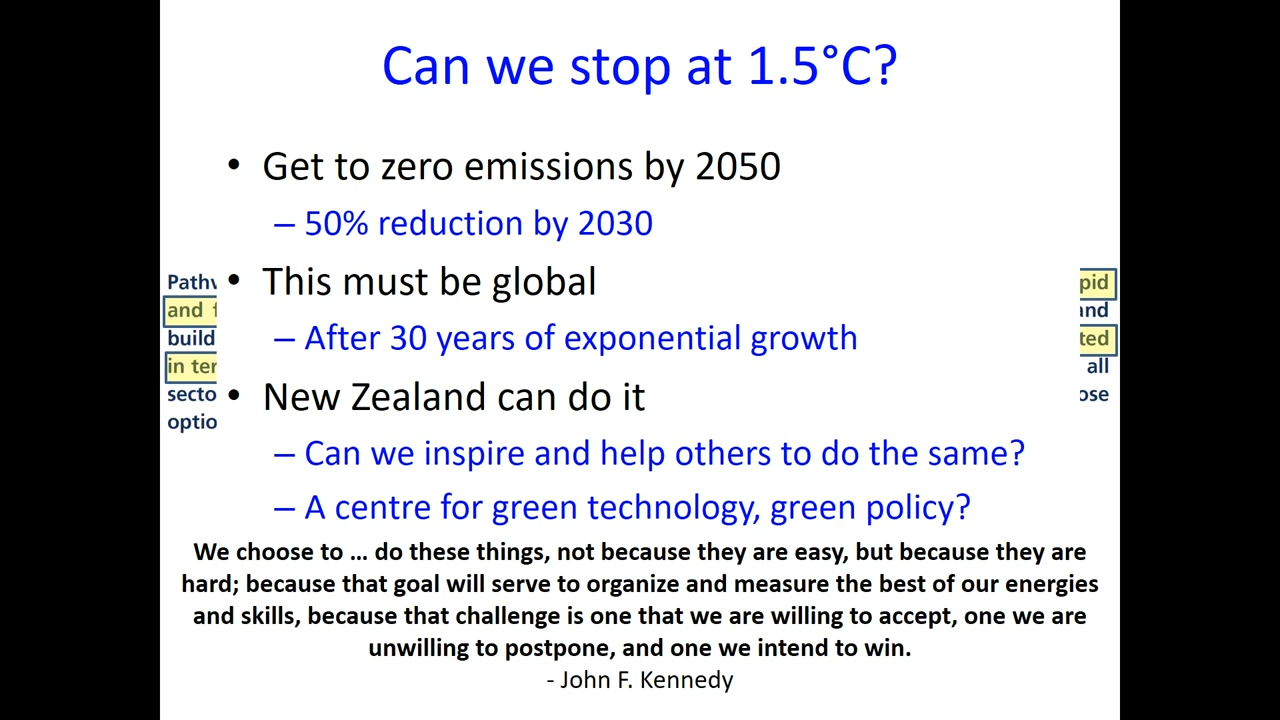 Can we stop at 1.5°C?
• Get to zero emissions by 2050
– 50% reduction by 2030
• This must be global
– After 30 years of exponential growth
• New Zealand can do it
– Can we inspire and help others to do the same?
– A centre for green technology, green policy?
We choose to ... do these things, not because they are easy, but because they are
hard; because that goal will serve to organize and measure the best of our energies
and skills, because that challenge is one that we are willing to accept, one we are
unwilling to postpone, and one we intend to win.
- John F. Kennedy
and
build
in
all